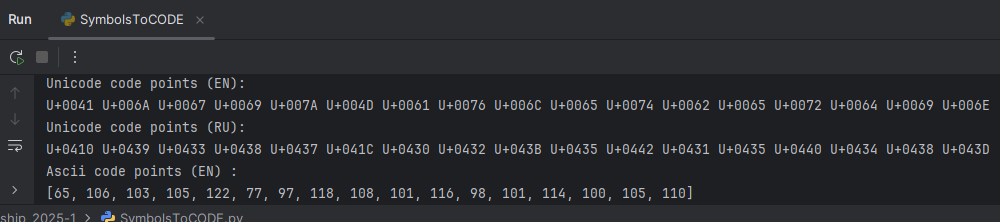 Run SymbolsToCODE
Unicode code points (EN):
U+0041 U+006A U+0067 U+0069 U+007A U+004D U+0061 U+0076 U+006C U+0065 U+0074 U+0062 U+0065 U+0072 U+0064 U+0069 U+006E
Unicode code points (RU):
U+0410 U+0439 U+0433 U+0438 U+0437 U+041C U+0430 U+0432 U+043B U+0435 U+0442 U+0431 U+0435 U+0440 U+0434 U+0438 U+043D
Ascii code points (EN) :
[65, 106, 103, 105, 122, 77, 97, 118, 108, 101, 116, 98, 101, 114, 100, 105, 110]
ship_2025-1 > SymbolsToCODE.py